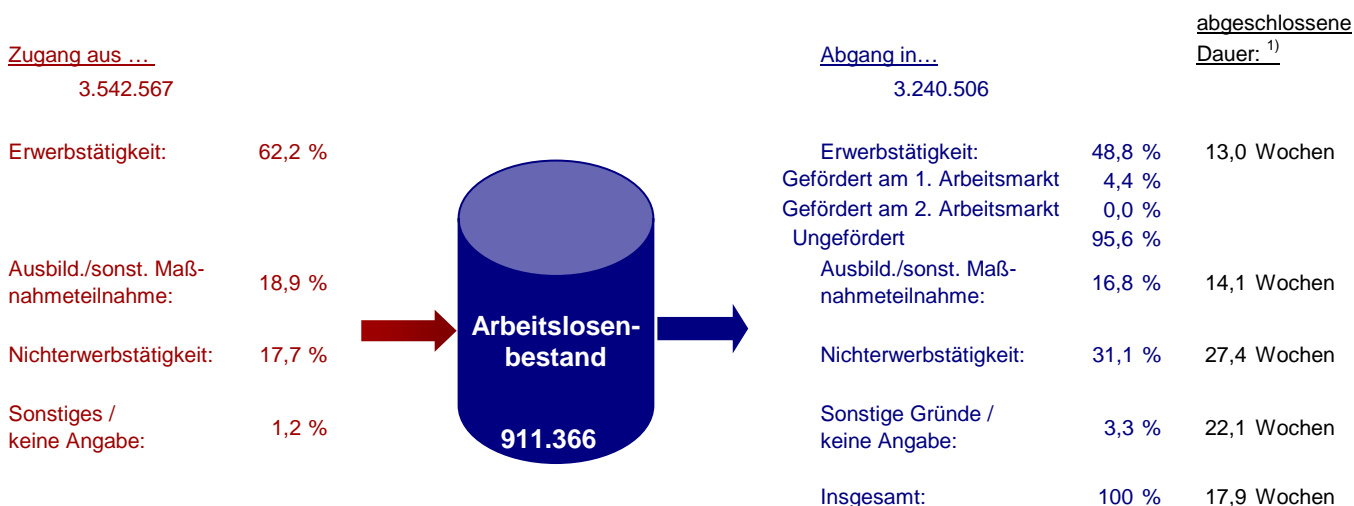 abgeschlossene
Zugang aus … Abgang in… Dauer: 1)
3.542.567 3.240.506
Erwerbstätigkeit: 62,2 % Erwerbstätigkeit: 48,8 % 13,0 Wochen
Gefördert am 1. Arbeitsmarkt 4,4 %
Gefördert am 2. Arbeitsmarkt 0,0 %
Ungefördert 95,6 %
Ausbild./sonst. Maß-
nahmeteilnahme: 18,9 %
Ausbild./sonst. Maß-
nahmeteilnahme: 16,8 % 14,1 Wochen
Arbeitslosen-
bestand
Nichterwerbstätigkeit: 17,7 % Nichterwerbstätigkeit: 31,1 % 27,4 Wochen
Sonstiges /
keine Angabe: 1,2 %
911.366
Sonstige Gründe /
keine Angabe: 3,3 % 22,1 Wochen
Insgesamt: 100 % 17,9 Wochen